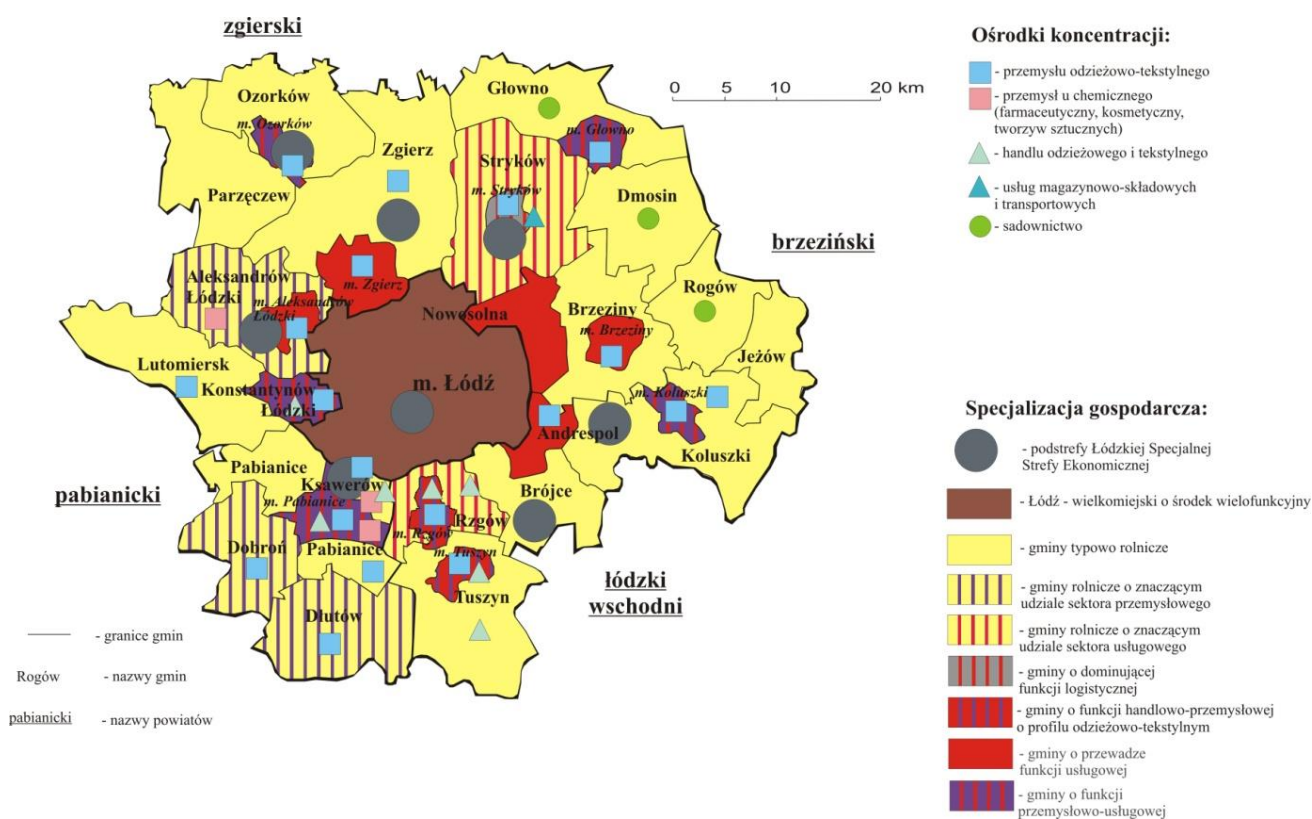 zgierski
Ozorków
m. Ozorków
Głowno
m. Głowno
Zgierz
Stryków
m. Stryków
Parzęczew
Dmosin
brzeziński
Aleksandrów
Łódzki
m. Aleksandrów
Łódzki
m. Zgierz
Nowosolna
Brzeziny
m. Brzeziny
Rogów
Jeżów
Lutomiersk
Konstantynów
Łódzki
m. Łódź
m. Koluszki
Andrespol
Koluszki
pabianicki
Pabianice
Ksawerów
m. Pabianice
Brójce
Rzgów
m. Rzgów
Dobroń
Pabianice
m. Tuszyn
Tuszyn
łódzki
wschodni
Dłutów
0 5 10 20 km
- granice gmin
Rogów - nazwy gmin
pabianicki - nazwy powiatów
Ośrodki koncentracji:
- przemysłu odzieżowo-tekstylnego
- przemysł u chemicznego
(farmaceutyczny, kosmetyczny,
tworzyw sztucznych)
- handlu odzieżowego i tekstylnego
- usług magazynowo-składowych
i transportowych
- sadownictwo
Specjalizacja gospodarcza:
- podstrefy Łódzkiej Specjalnej
Strefy Ekonomicznej
- Łódź - wielkomiejski o środek wielofunkcyjny
- gminy typowo rolnicze
- gminy rolnicze o znaczącym
udziale sektora przemysłowego
- gminy rolnicze o znaczącym
udziale sektora usługowego
- gminy o dominującej
funkcji logistycznej
- gminy o funkcji handlowo-przemysłowej
o profilu odzieżowo-tekstylnym
- gminy o przewadze
funkcji usługowej
- gminy o funkcji
przemysłowo-usługowej